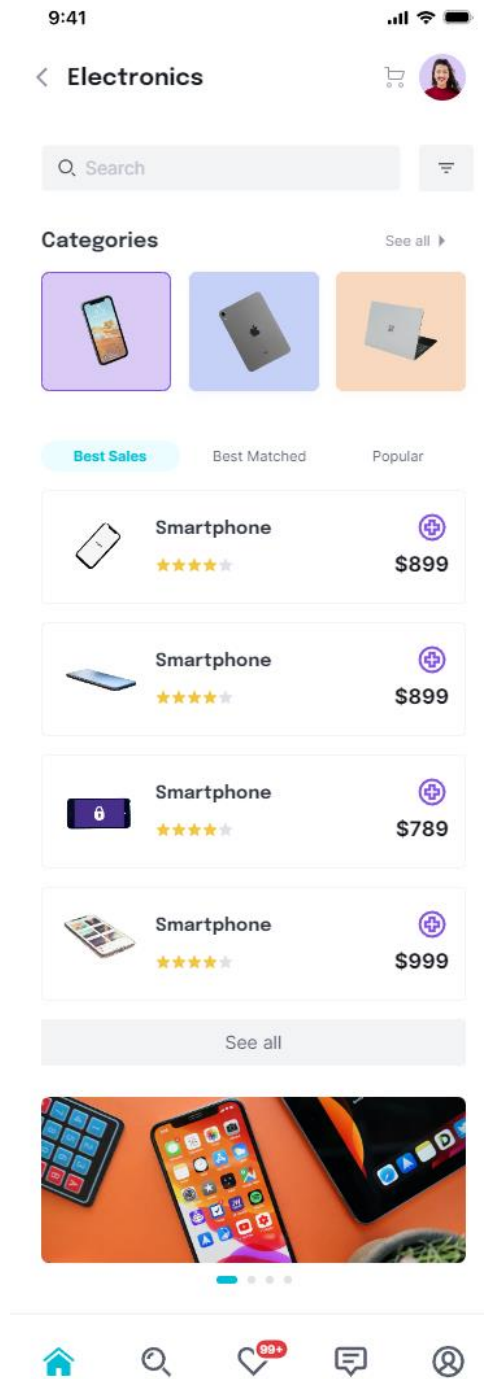 9:41
Electronics
Search
Categories
See all
Best Sales Best Matched Popular
Smartphone
$899
Smartphone
$899
Smartphone
$789
Smartphone
$999
See all
99+